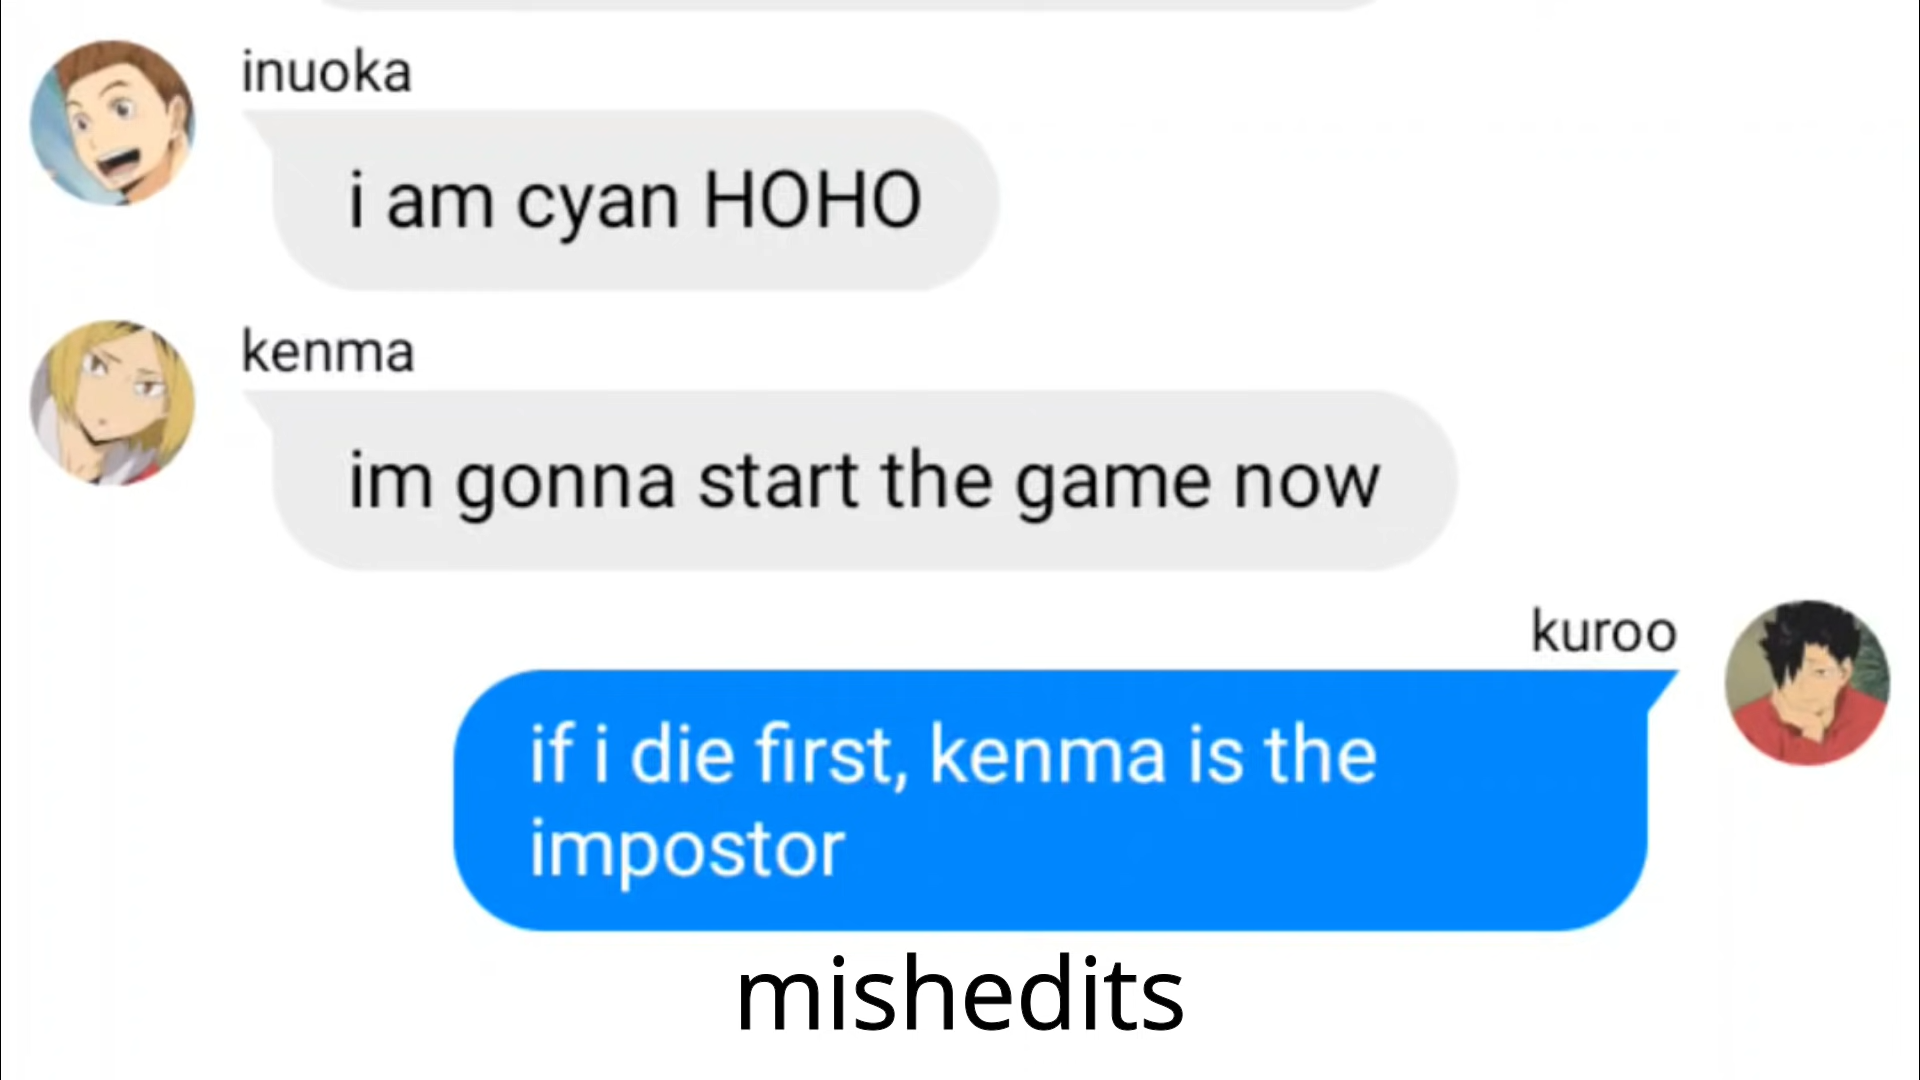 inuoka
i am cyan HOHO
kenma
im gonna start the game now
kuroo
if i die first, kenma is the
impostor
mishedits